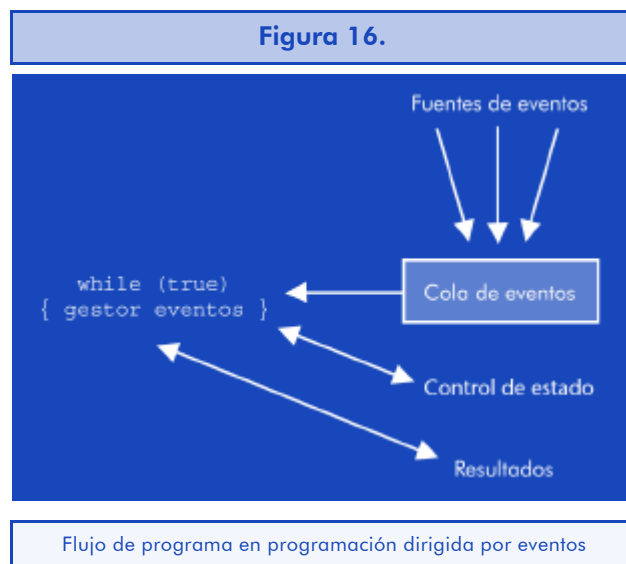 Figura 16.
Fuentes de eventos
while (true)
{ gestor eventos }
Cola de eventos
Control de estado
Resultados
Flujo de programa en programación dirigida por eventos